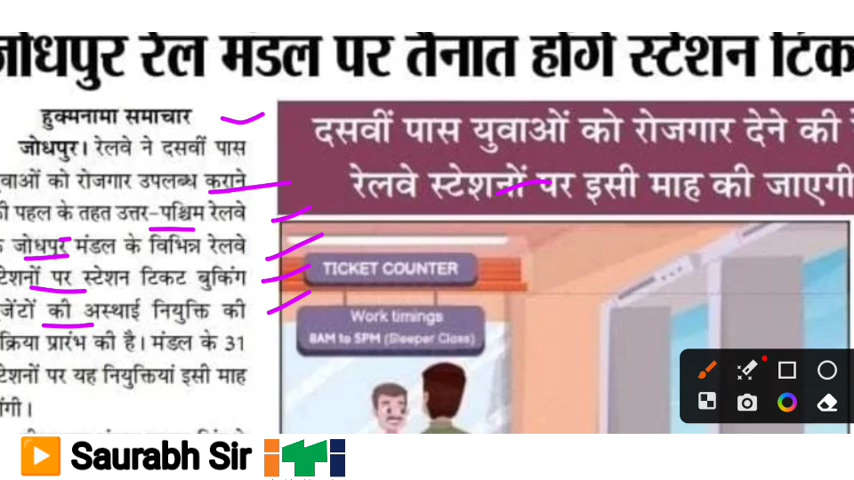 जोधपुर रेल मंडल पर तैनात होंगे स्टेशन टिक
हुक्मनामा समाचार
जोधपुर। रेलवे ने दसवीं पास
वाओं को रोजगार उपलब्ध कराने
पहल के तहत उत्तर-पश्चिम रेलवे
जोधपुर मंडल के विभिन्न रेलवे
टेशनों पर स्टेशन टिकट बुकिंग
जेंटों की अस्थाई नियुक्ति की
क्रिया प्रारंभ की है। मंडल के 31
टेशनों पर यह नियुक्तियां इसी माह
दसवीं पास युवाओं को रोजगार देने की
रेलवे स्टेशनों पर इसी माह की जाएगी
TICKET COUNTER
Work timings
8AM to 5PM (Sleeper Class)
Saurabh Sir iTi